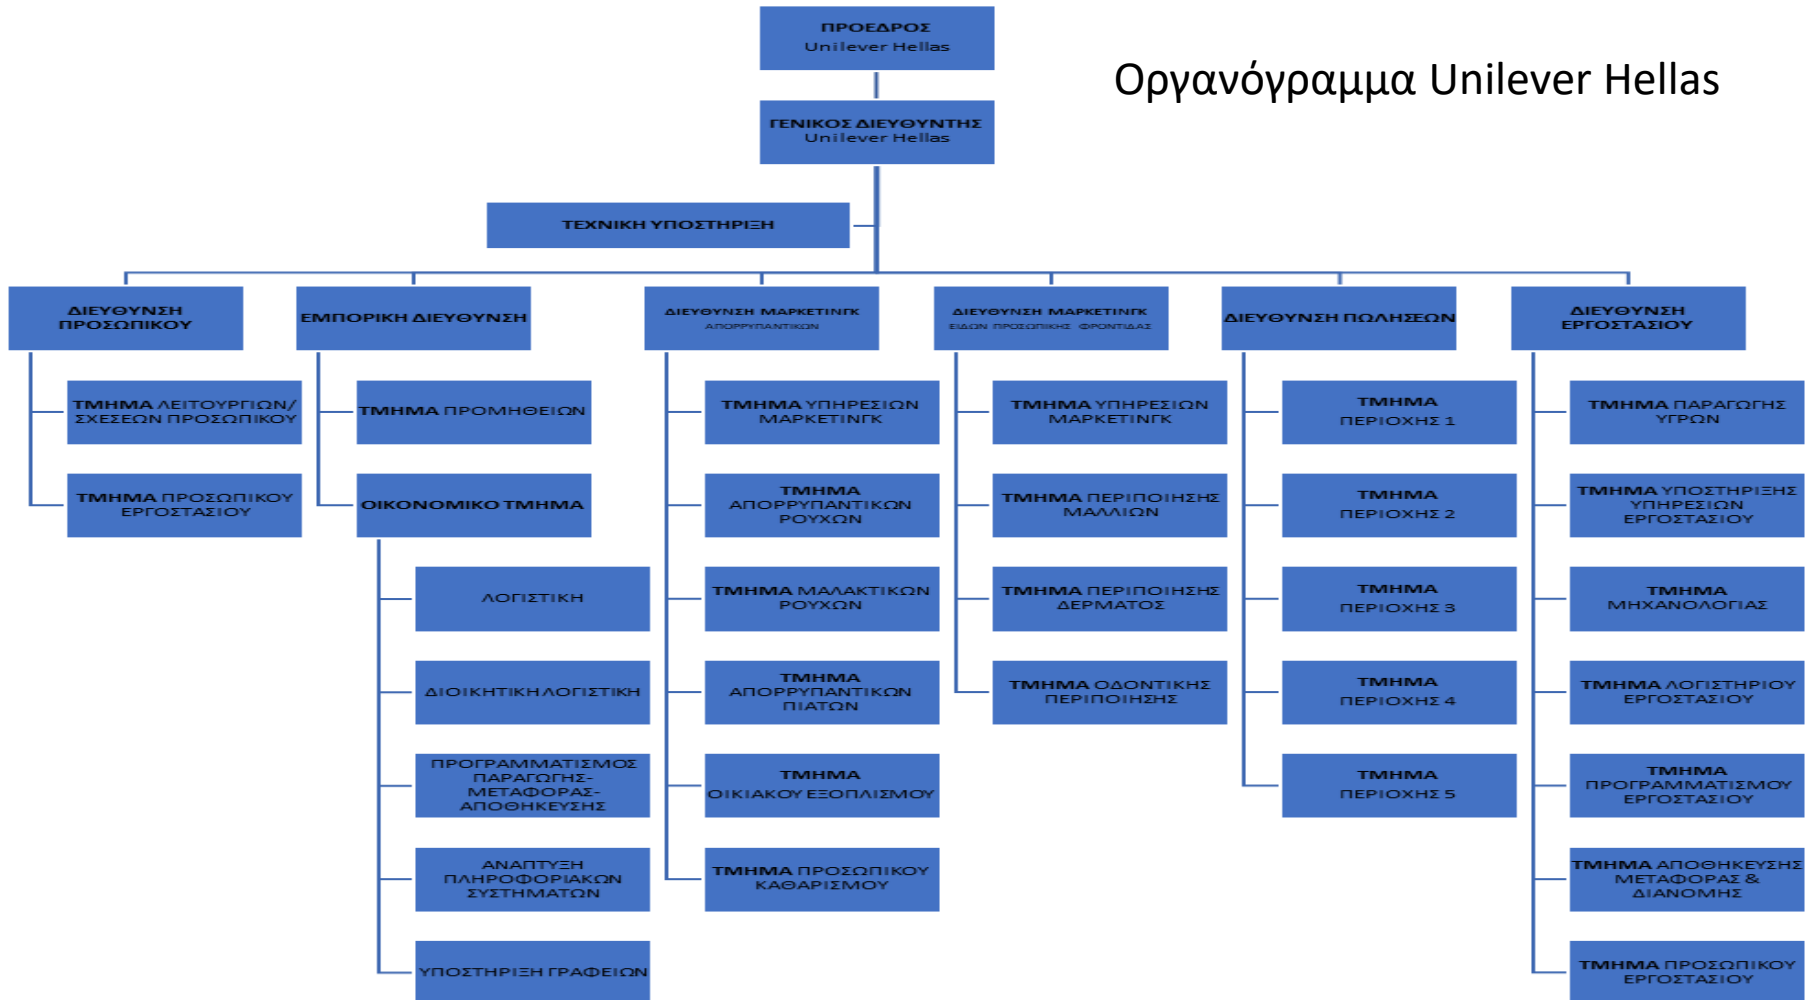 ΠΡΟΕΔΡΟΣ
Unilever Hellas
Οργανόγραμμα Unilever Hellas
ΓΕΝΙΚΟΣ ΔΙΕΥΘΥΝΤΗΣ
Unilever Hellas
ΤΕΧΝΙΚΗ ΥΠΟΣΤΗΡΙΞΗ
ΔΙΕΥΘΥΝΣΗ
ΠΡΟΣΩΠΙΚΟΥ
ΤΜΗΜΑ ΛΕΙΤΟΥΡΓΙΩΝ/
ΣΧΕΣΕΩΝ ΠΡΟΣΩΠΙΚΟΥ
ΤΜΗΜΑ ΠΡΟΣΩΠΙΚΟΥ
ΕΡΓΟΣΤΑΣΙΟΥ
ΕΜΠΟΡΙΚΗ ΔΙΕΥΘΥΝΣΗ
ΤΜΗΜΑ ΠΡΟΜΗΘΕΙΩΝ
ΟΙΚΟΝΟΜΙΚΟ ΤΜΗΜΑ
ΛΟΓΙΣΤΙΚΗ
ΔΙΟΙΚΗΤΙΚΗ ΛΟΓΙΣΤΙΚΗ
ΠΡΟΓΡΑΜΜΑΤΙΣΜΟΣ
ΠΑΡΑΓΩΓΗΣ-
ΜΕΤΑΦΟΡΑΣ-
ΑΠΟΘΗΚΕΥΣΗΣ
ΑΝΑΠΤΥΞΗ
ΠΛΗΡΟΦΟΡΙΑΚΩΝ
ΣΥΣΤΗΜΑΤΩΝ
ΥΠΟΣΤΗΡΙΞΗ ΓΡΑΦΕΙΩΝ
ΔΙΕΥΘΥΝΣΗ ΜΑΡΚΕΤΙΝΓΚ
ΑΠΟΡΡΥΠΑΝΤΙΚΩΝ
ΤΜΗΜΑ ΥΠΗΡΕΣΙΩΝ
ΜΑΡΚΕΤΙΝΓΚ
ΤΜΗΜΑ
ΑΠΟΡΡΥΠΑΝΤΙΚΩΝ
ΡΟΥΧΩΝ
ΤΜΗΜΑ ΜΑΛΑΚΤΙΚΩΝ
ΡΟΥΧΩΝ
ΤΜΗΜΑ
ΑΠΟΡΡΥΠΑΝΤΙΚΩΝ
ΠΙΑΤΩΝ
ΤΜΗΜΑ
ΟΙΚΙΑΚΟΥ ΕΞΟΠΛΙΣΜΟΥ
ΤΜΗΜΑ ΠΡΟΣΩΠΙΚΟΥ
ΚΑΘΑΡΙΣΜΟΥ
ΔΙΕΥΘΥΝΣΗ ΜΑΡΚΕΤΙΝΓΚ
ΕΙΔΩΝ ΠΡΟΣΩΠΙΚΗΣ ΦΡΟΝΤΙΔΑΣ
ΤΜΗΜΑ ΥΠΗΡΕΣΙΩΝ
ΜΑΡΚΕΤΙΝΓΚ
ΤΜΗΜΑ ΠΕΡΙΠΟΙΗΣΗΣ
ΜΑΛΛΙΩΝ
ΤΜΗΜΑ ΠΕΡΙΠΟΙΗΣΗΣ
ΔΕΡΜΑΤΟΣ
ΤΜΗΜΑ ΟΔΟΝΤΙΚΗΣ
ΠΕΡΙΠΟΙΗΣΗΣ
ΔΙΕΥΘΥΝΣΗ ΠΩΛΗΣΕΩΝ
ΤΜΗΜΑ
ΠΕΡΙΟΧΗΣ 1
ΤΜΗΜΑ
ΠΕΡΙΟΧΗΣ 2
ΤΜΗΜΑ
ΠΕΡΙΟΧΗΣ 3
ΤΜΗΜΑ
ΠΕΡΙΟΧΗΣ 4
ΤΜΗΜΑ
ΠΕΡΙΟΧΗΣ 5
ΔΙΕΥΘΥΝΣΗ
ΕΡΓΟΣΤΑΣΙΟΥ
ΤΜΗΜΑ ΠΑΡΑΓΩΓΗΣ
ΥΓΡΩΝ
ΤΜΗΜΑ ΥΠΟΣΤΗΡΙΞΗΣ
ΥΠΗΡΕΣΙΩΝ
ΕΡΓΟΣΤΑΣΙΟΥ
ΤΜΗΜΑ
ΜΗΧΑΝΟΛΟΓΙΑΣ
ΤΜΗΜΑ ΛΟΓΙΣΤΗΡΙΟΥ
ΕΡΓΟΣΤΑΣΙΟΥ
ΤΜΗΜΑ
ΠΡΟΓΡΑΜΜΑΤΙΣΜΟΥ
ΕΡΓΟΣΤΑΣΙΟΥ
ΤΜΗΜΑ ΑΠΟΘΗΚΕΥΣΗΣ
ΜΕΤΑΦΟΡΑΣ &
ΔΙΑΝΟΜΗΣ
ΤΜΗΜΑ ΠΡΟΣΩΠΙΚΟΥ
ΕΡΓΟΣΤΑΣΙΟΥ